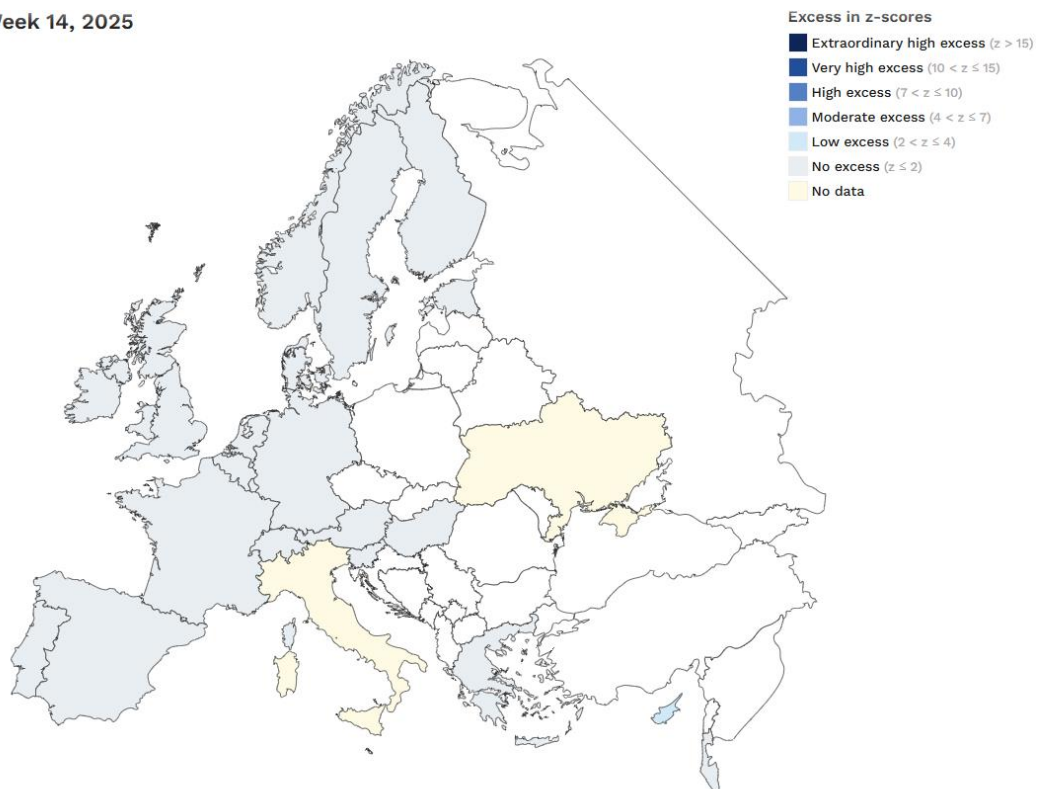 Week 14, 2025
Excess in z-scores
Extraordinary high excess (z > 15)
Very high excess (10 < z ≤ 15)
High excess (7 < z ≤ 10)
Moderate excess (4 < z ≤ 7)
Low excess (2 < z ≤ 4)
No excess (z ≤ 2)
No data